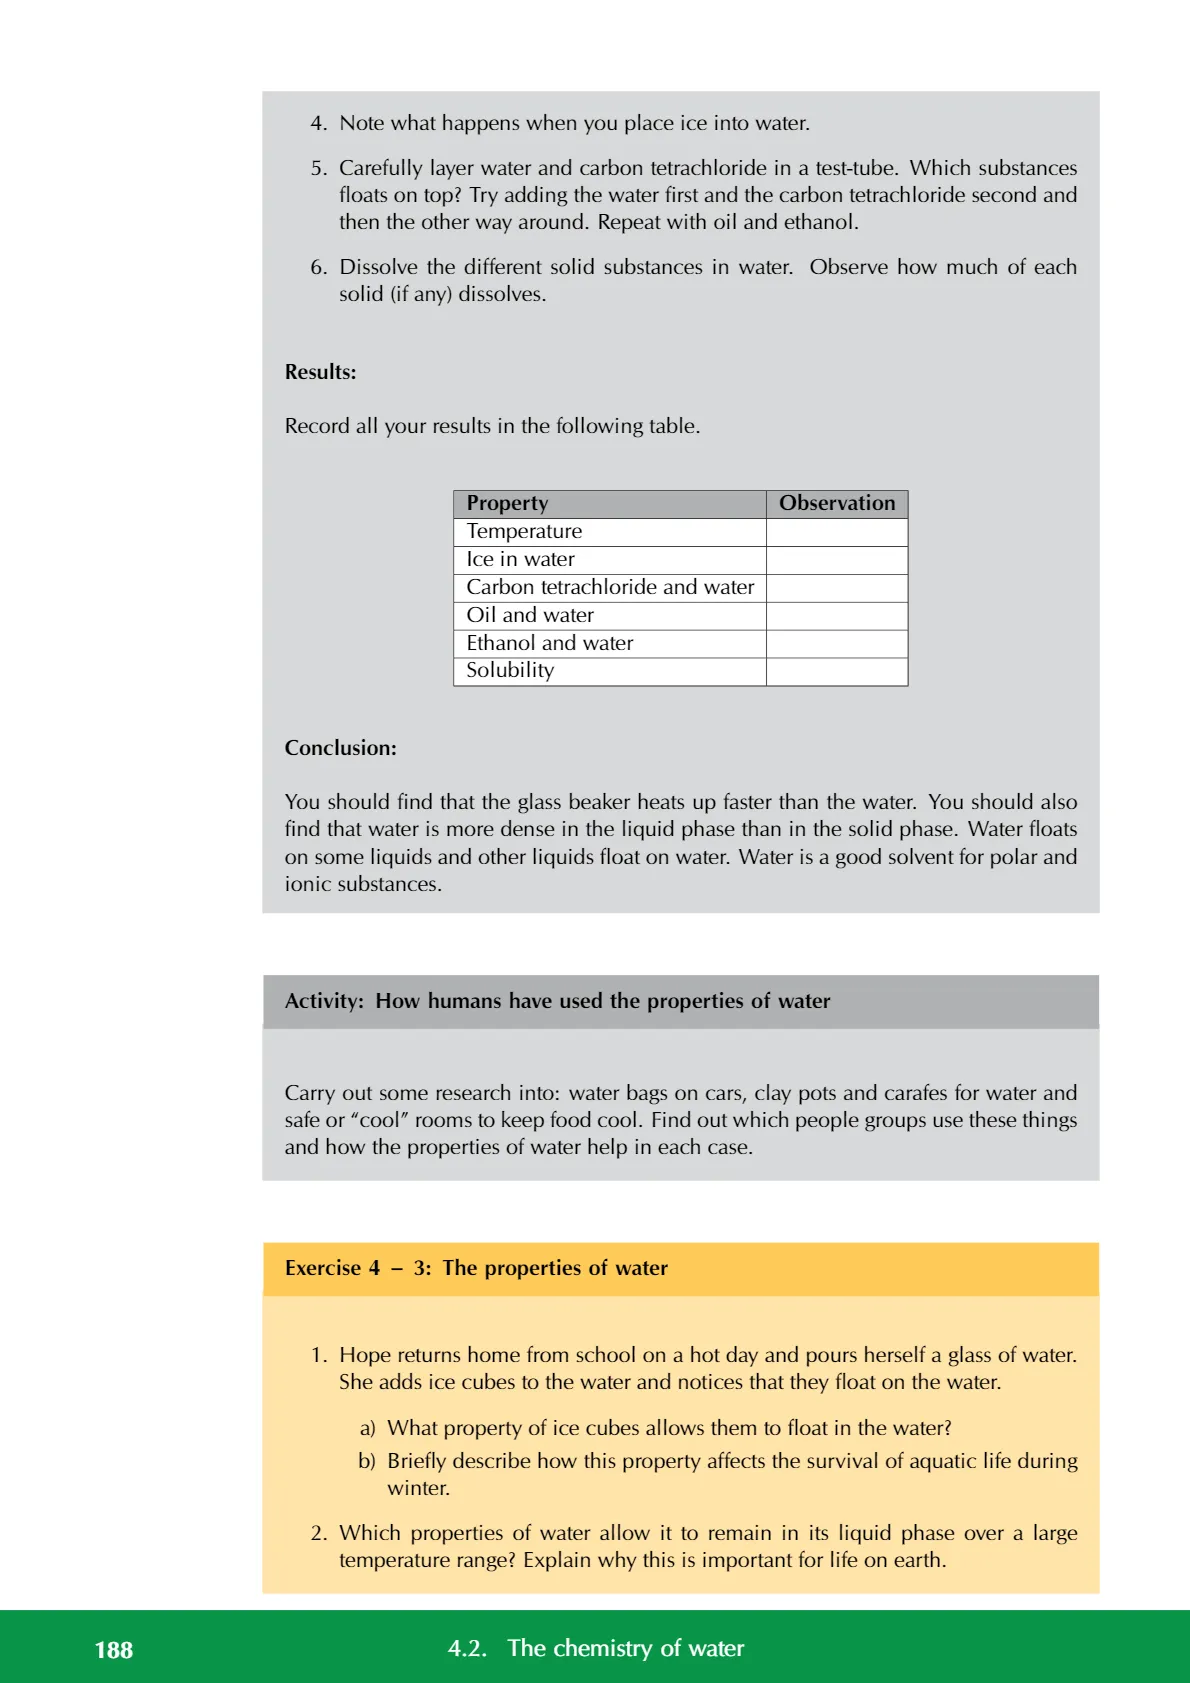 4. Note what happens when you place ice into water.
5. Carefully layer water and carbon tetrachloride in a test-tube. Which substances
floats on top? Try adding the water first and the carbon tetrachloride second and
then the other way around. Repeat with oil and ethanol.
6. Dissolve the different solid substances in water. Observe how much of each
solid (if any) dissolves.
Results:
Record all your results in the following table.
Property Observation
Temperature
Ice in water
Carbon tetrachloride and water
Oil and water
Ethanol and water
Solubility
Conclusion:
You should find that the glass beaker heats up faster than the water. You should also
find that water is more dense in the liquid phase than in the solid phase. Water floats
on some liquids and other liquids float on water. Water is a good solvent for polar and
ionic substances.
Activity: How humans have used the properties of water
Carry out some research into: water bags on cars, clay pots and carafes for water and
safe or “cool” rooms to keep food cool. Find out which people groups use these things
and how the properties of water help in each case.
Exercise 4 – 3: The properties of water
1. Hope returns home from school on a hot day and pours herself a glass of water.
She adds ice cubes to the water and notices that they float on the water.
a) What property of ice cubes allows them to float in the water?
b) Briefly describe how this property affects the survival of aquatic life during
winter.
2. Which properties of water allow it to remain in its liquid phase over a large
temperature range? Explain why this is important for life on earth.
188 4.2. The chemistry of water